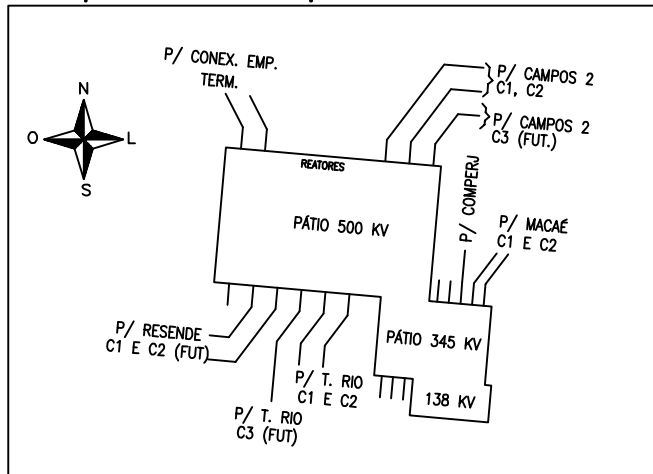 P/ CONEX. EMP.
TERM.
P/ CAMPOS 2
C1, C2
P/ CAMPOS 2
C3 (FUT.)
N
O
L
S
REATORES
PÁTIO 500 KV
P/ COMPERJ
P/ MACAÉ
C1 E C2
P/ RESENDE
C1 E C2 (FUT)
PÁTIO 345 KV
P/ T. RIO
C1 E C2
138 KV
P/ T. RIO
C3 (FUT)